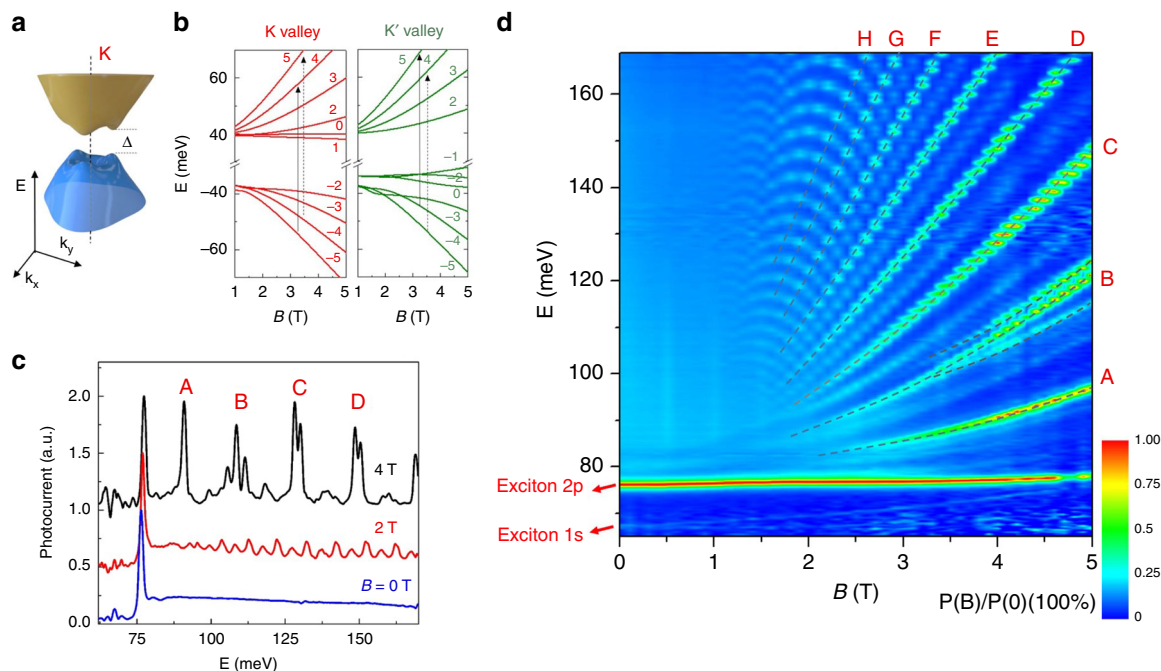 a
K
Δ
E
k_y
k_x
b
K valley
K′ valley
E (meV)
60
40
−40
−60
5
4
3
2
0
1
−2
−3
−4
−5
5
4
3
2
−1
−2
0
−3
−4
−5
1 2 3 4 5
1 2 3 4 5
B (T)
B (T)
c
Photocurrent (a.u.)
2.0
1.5
1.0
0.5
0.0
A
B
C
D
4 T
2 T
B = 0 T
75 100 125 150
E (meV)
d
H G F E D
C
B
A
E (meV)
160
140
120
100
80
Exciton 2p
Exciton 1s
0 1 2 3 4 5
B (T)
1.00
0.75
0.50
0.25
0
P(B)/P(0)(100%)